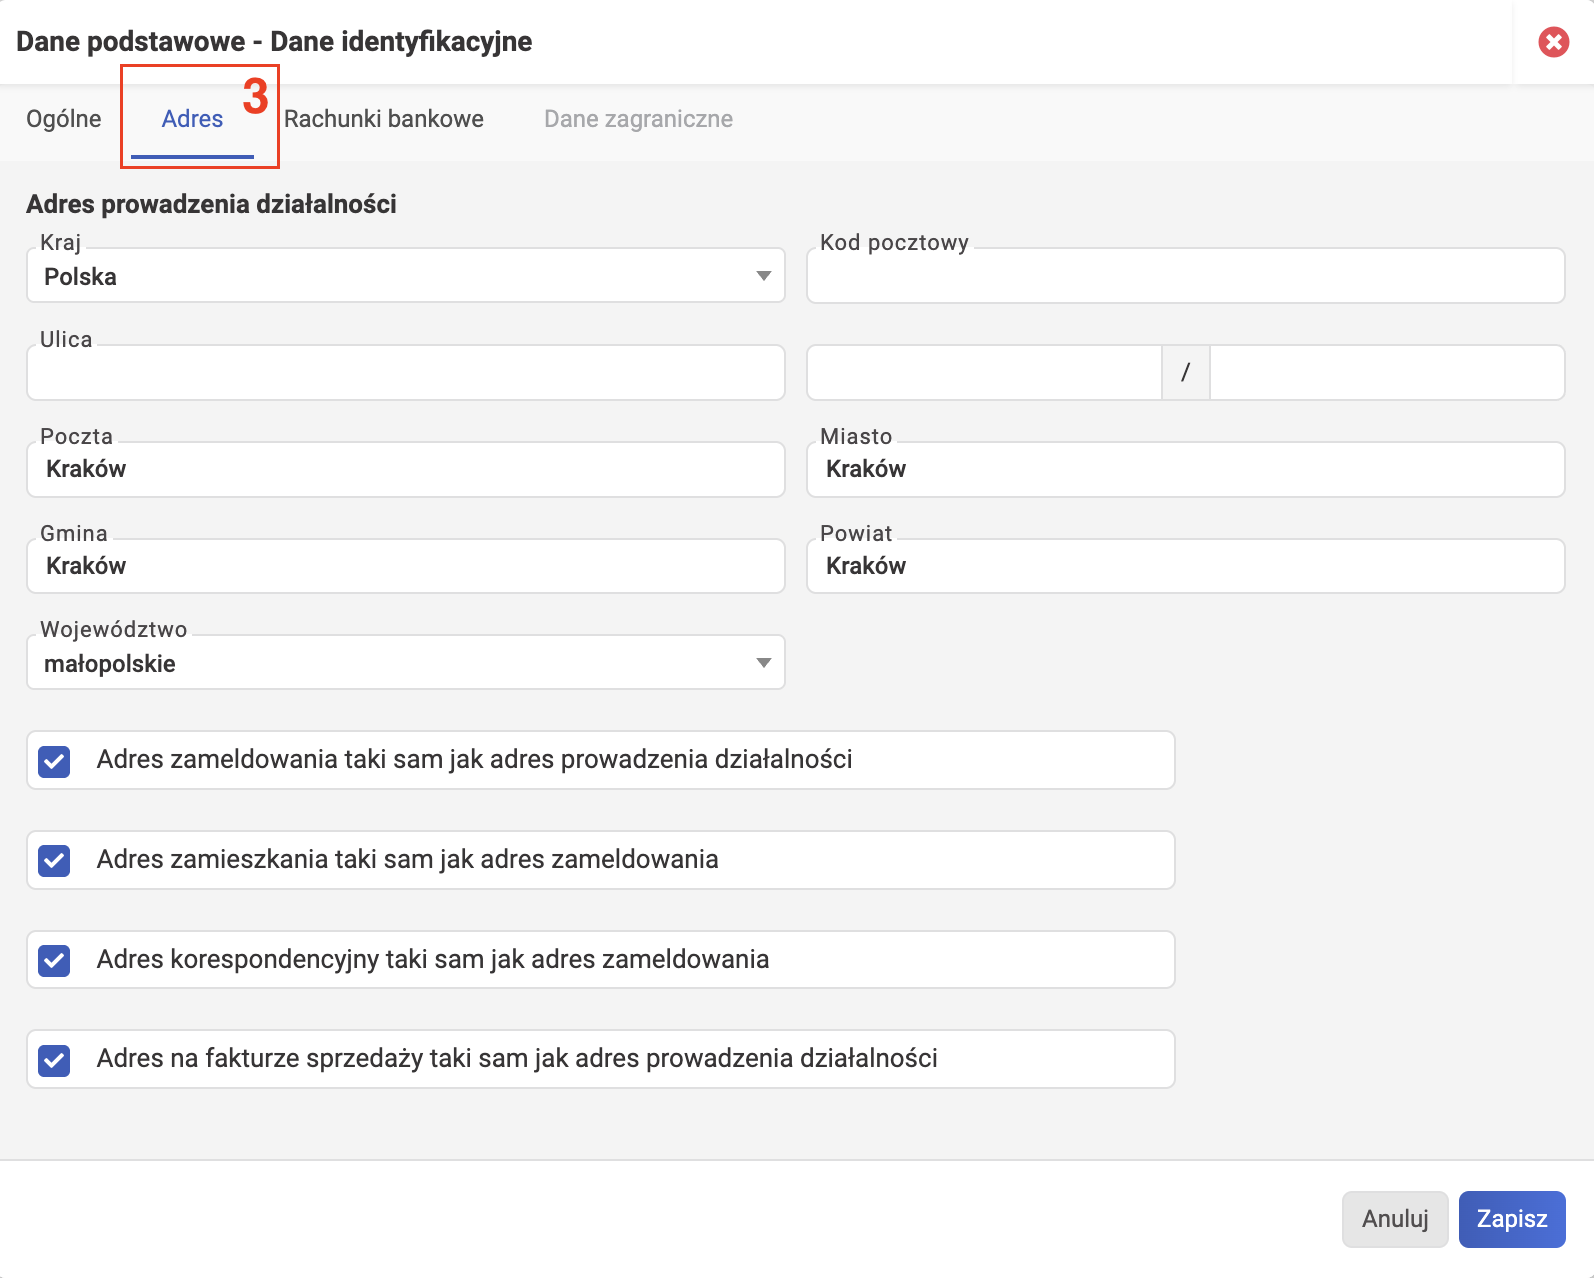 Dane podstawowe - Dane identyfikacyjne
Ogólne Adres 3 Rachunki bankowe Dane zagraniczne
Adres prowadzenia działalności
Kraj Kod pocztowy
Polska
Ulica
/
Poczta Miasto
Kraków Kraków
Gmina Powiat
Kraków Kraków
Województwo
małopolskie
Adres zameldowania taki sam jak adres prowadzenia działalności
Adres zamieszkania taki sam jak adres zameldowania
Adres korespondencyjny taki sam jak adres zameldowania
Adres na fakturze sprzedaży taki sam jak adres prowadzenia działalności
Anuluj Zapisz